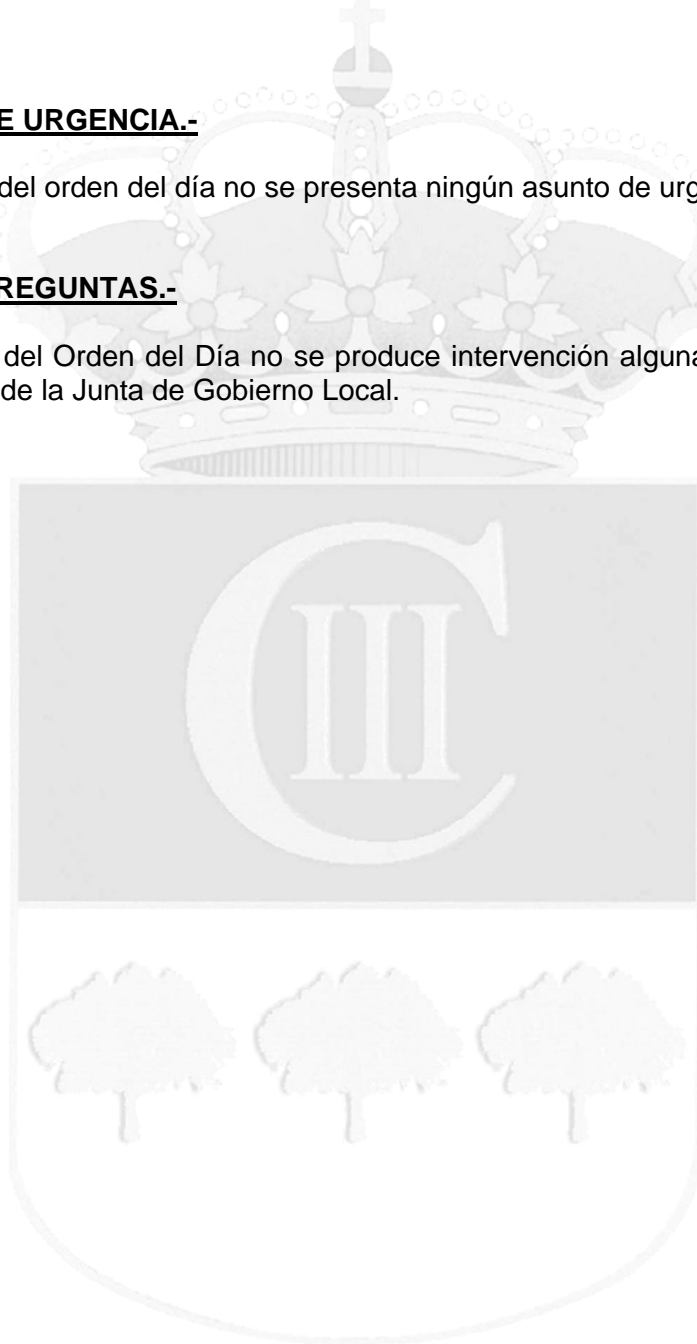 E URGENCIA.-
del orden del día no se presenta ningún asunto de urg
REGUNTAS.-
del Orden del Día no se produce intervención alguna
de la Junta de Gobierno Local.
C III